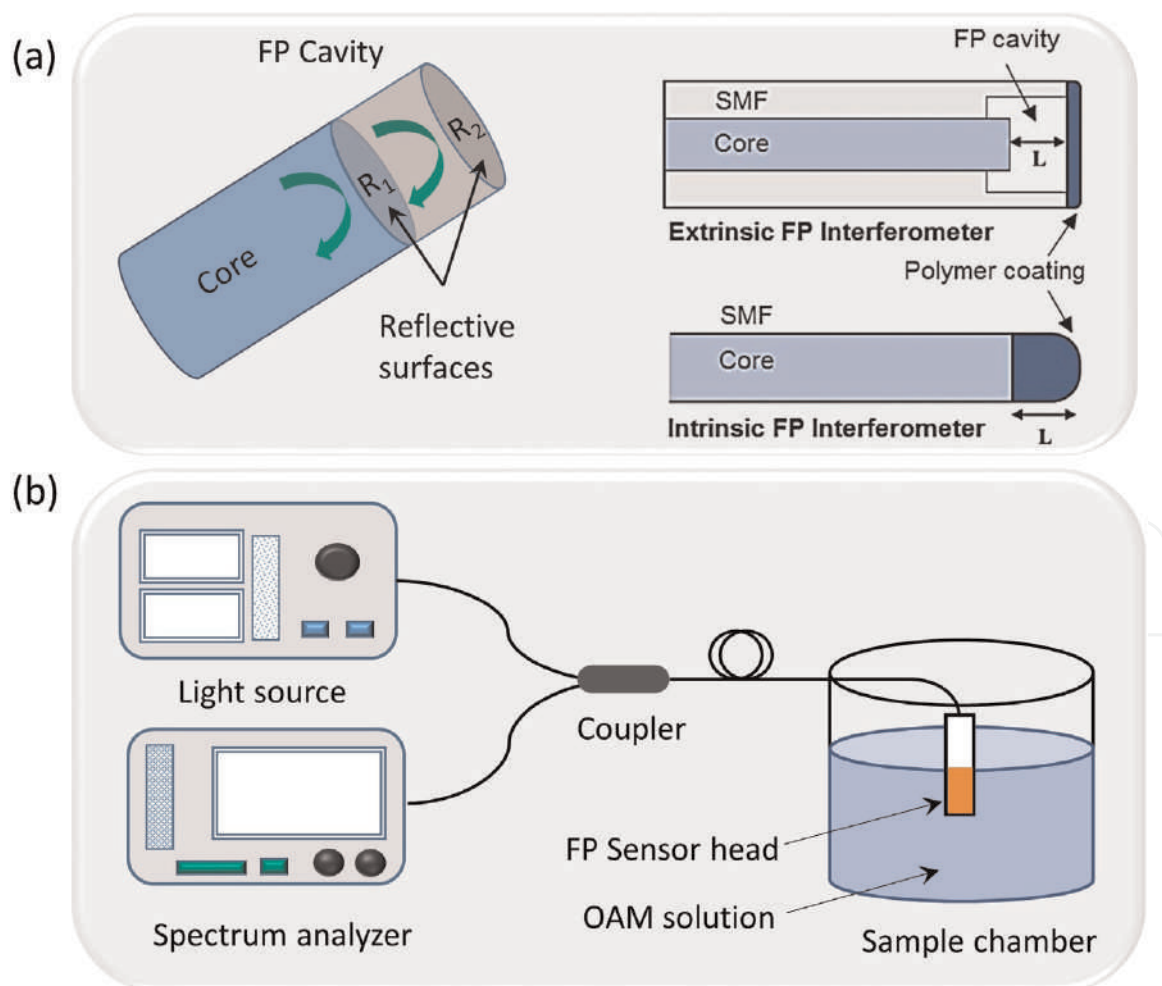 (a)
FP Cavity
R₁
R₂
Core
Reflective
surfaces
FP cavity
SMF
Core
L
Extrinsic FP Interferometer
Polymer coating
SMF
Core
Intrinsic FP Interferometer
L
(b)
Light source
Spectrum analyzer
Coupler
FP Sensor head
OAM solution
Sample chamber